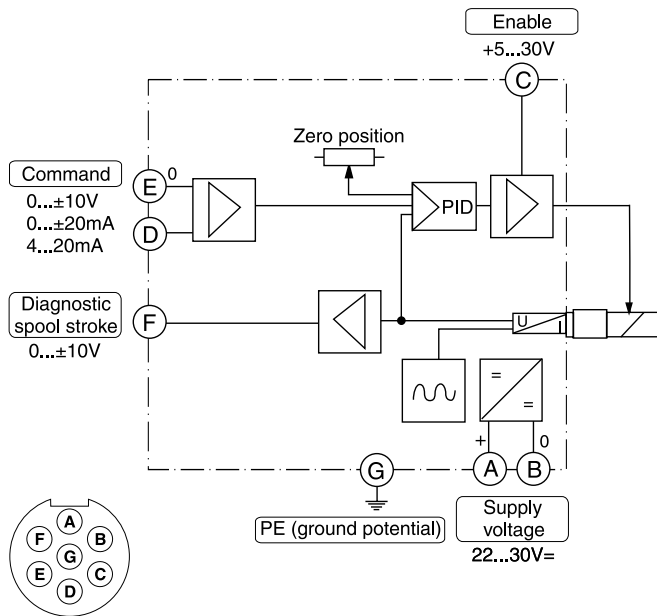 Enable
+5...30V
C
Zero position
Command
0...±10V
0...±20mA
4...20mA
E
0
D
PID
Diagnostic
spool stroke
0...±10V
F
U
I
=
=
+
0
G
A
B
PE (ground potential)
Supply
voltage
22...30V=
A
F
B
G
E
C
D